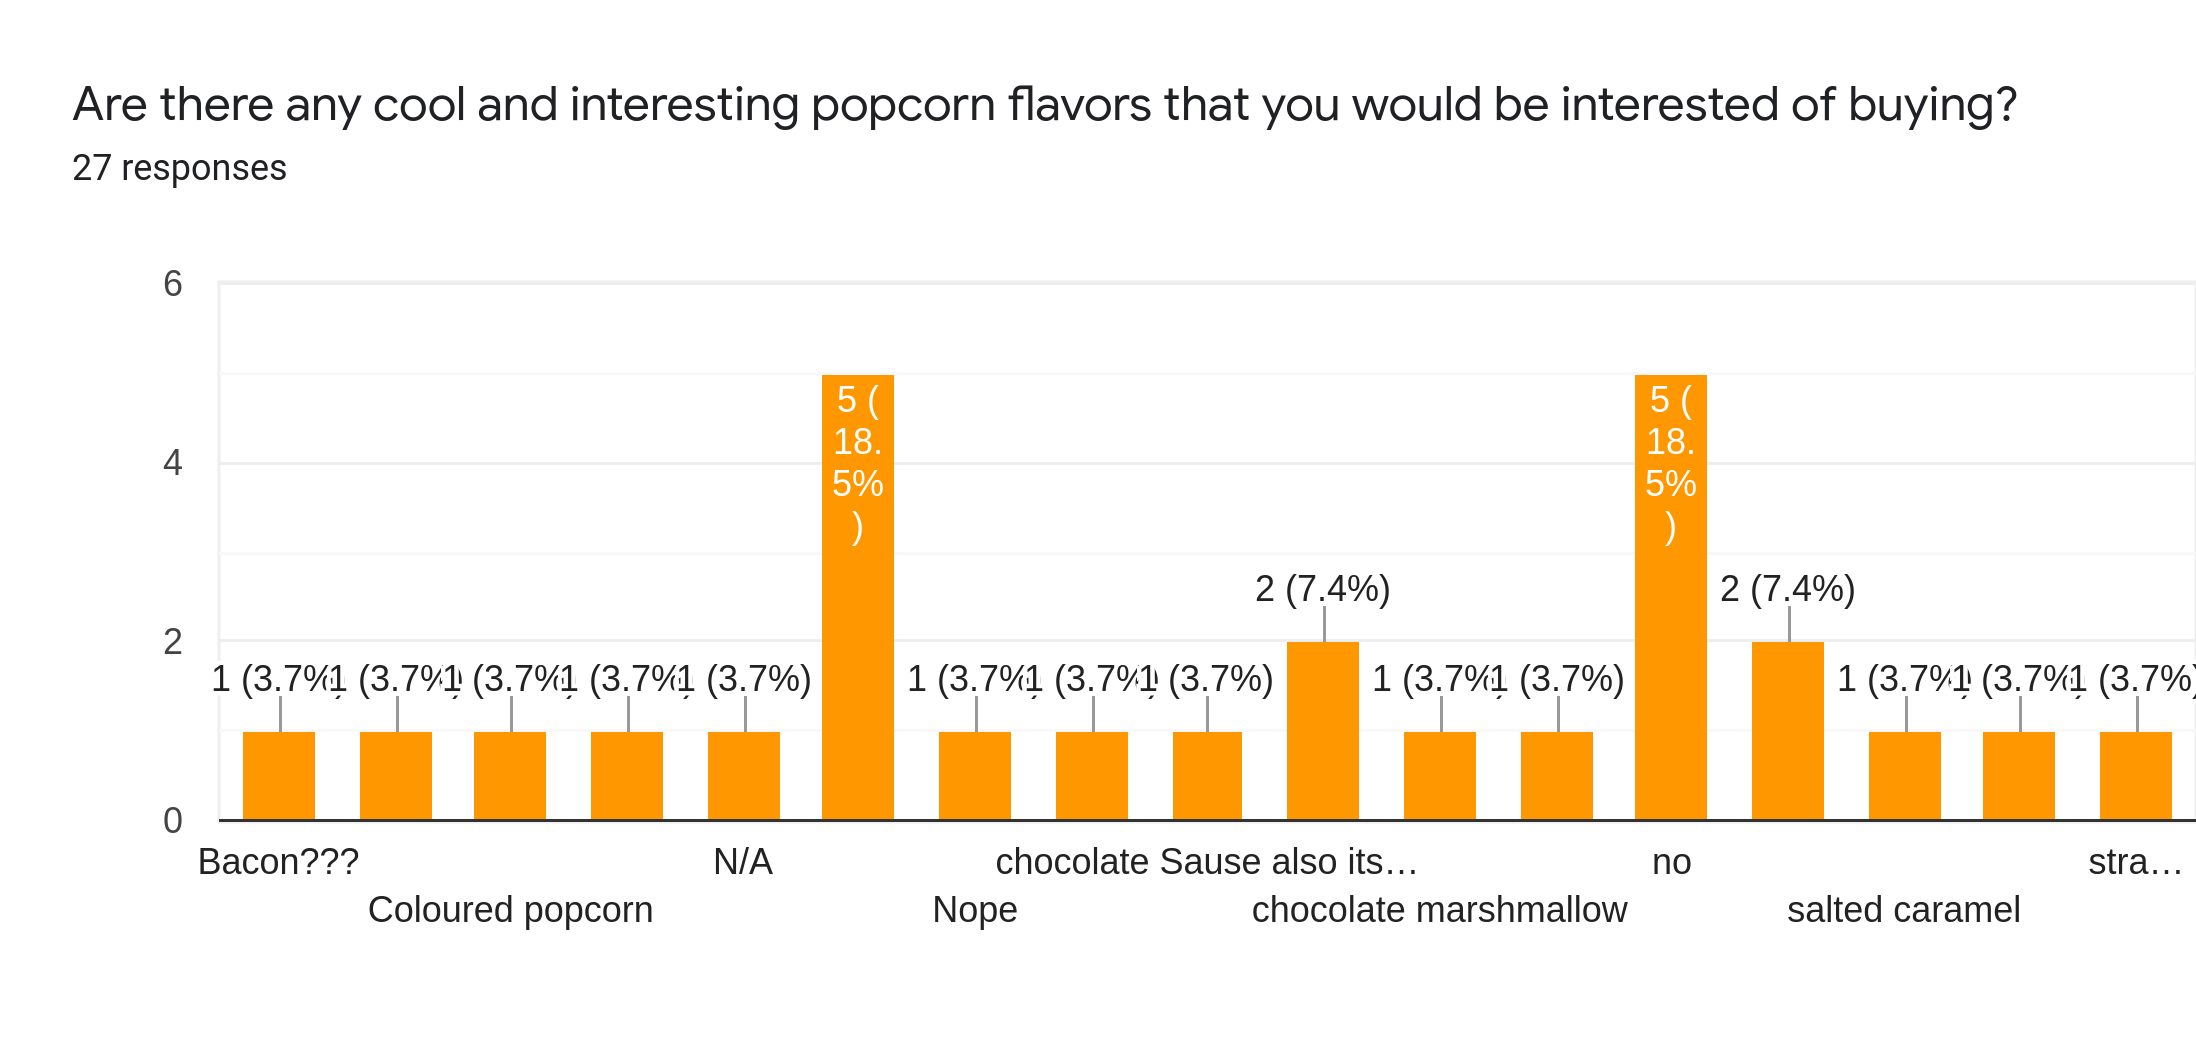 Are there any cool and interesting popcorn flavors that you would be interested of buying?
27 responses
6
4
2
0
1 (3.7%)
1 (3.7%)
1 (3.7%)
1 (3.7%)
1 (3.7%)
5 (
18.
5%
)
1 (3.7%)
1 (3.7%)
1 (3.7%)
2 (7.4%)
1 (3.7%)
1 (3.7%)
5 (
18.
5%
)
2 (7.4%)
1 (3.7%)
1 (3.7%)
1 (3.7%)
Bacon???
Coloured popcorn
N/A
Nope
chocolate Sause also its…
chocolate marshmallow
no
salted caramel
stra…